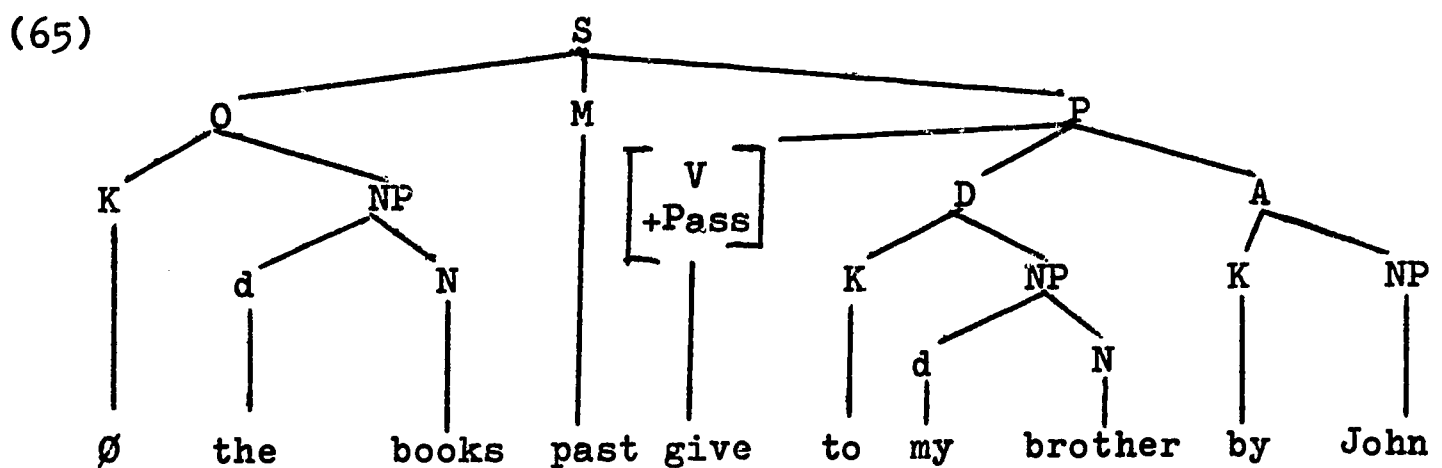 (65)
S
O M P
V
K NP D A
+Pass
d N K NP K NP
d N
Ø the books past give to my brother by John